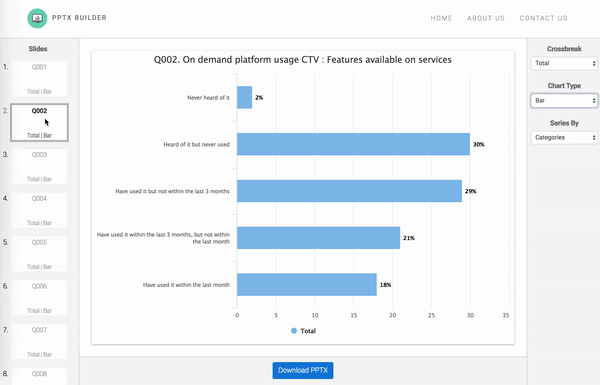 PPTX BUILDER
HOME ABOUT US CONTACT US
Slides
1. Q001
Total | Bar
2. Q002
Total | Bar
3. Q003
Total | Bar
4. Q004
Total | Bar
5. Q005
Total | Bar
6. Q006
Total | Bar
7. Q007
Total | Bar
8. Q008
Q002. On demand platform usage CTV : Features available on services
Never heard of it
2%
Heard of it but never used
30%
Have used it but not within the last 3 months
29%
Have used it within the last 3 months, but not within
the last month
21%
Have used it within the last month
18%
0 5 10 15 20 25 30 35
Total
Download PPTX
Crossbreak
Total
Chart Type
Bar
Series By
Categories